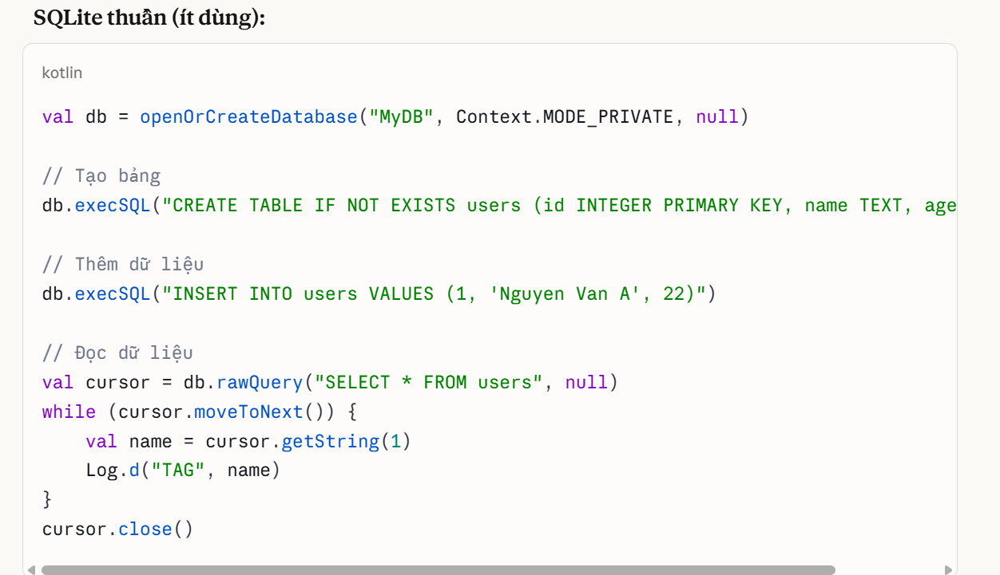 SQLite thuần (ít dùng):
kotlin
val db = openOrCreateDatabase("MyDB", Context.MODE_PRIVATE, null)
// Tạo bảng
db.execSQL("CREATE TABLE IF NOT EXISTS users (id INTEGER PRIMARY KEY, name TEXT, age
// Thêm dữ liệu
db.execSQL("INSERT INTO users VALUES (1, 'Nguyen Van A', 22)")
// Đọc dữ liệu
val cursor = db.rawQuery("SELECT * FROM users", null)
while (cursor.moveToNext()) {
    val name = cursor.getString(1)
    Log.d("TAG", name)
}
cursor.close()